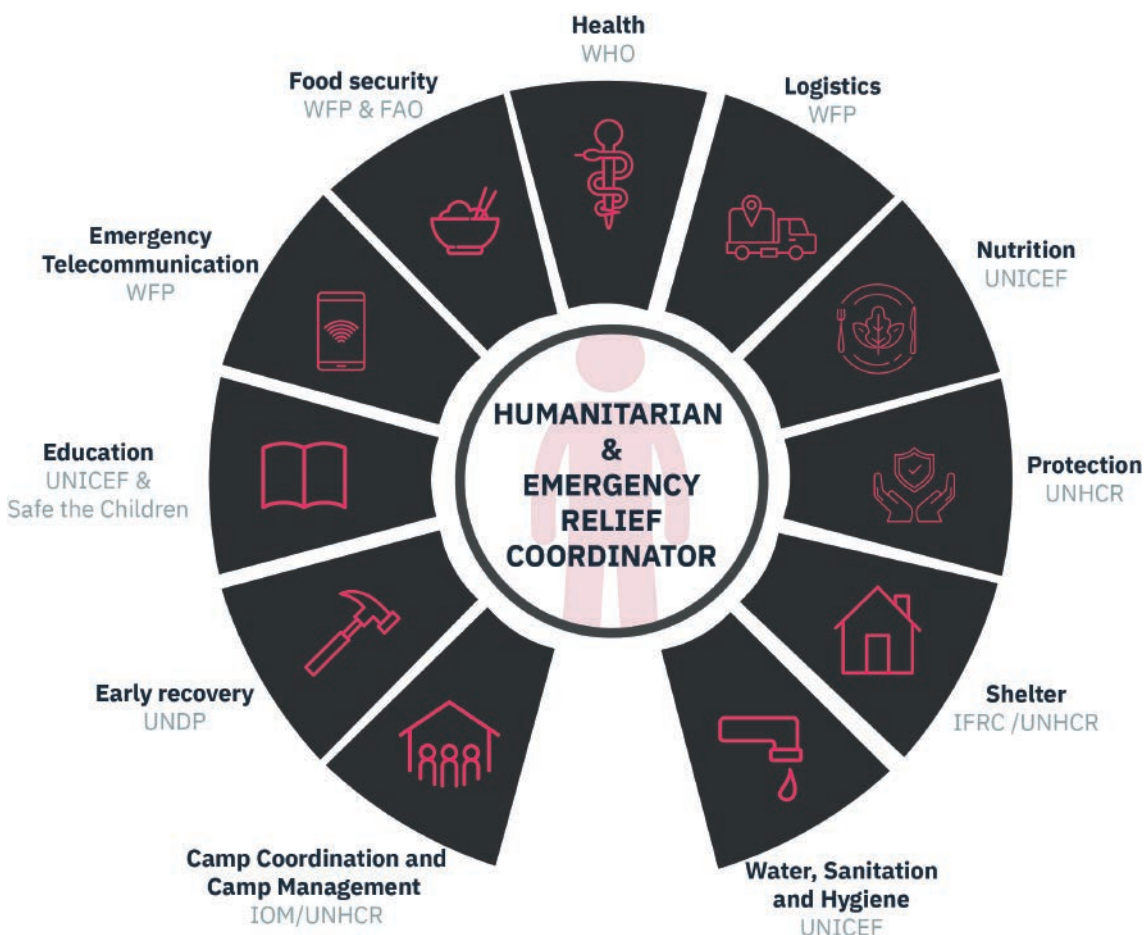 Health
WHO
Food security
WFP & FAO
Logistics
WFP
Emergency
Telecommunication
WFP
Nutrition
UNICEF
HUMANITARIAN
&
EMERGENCY
RELIEF
COORDINATOR
Education
UNICEF &
Safe the Children
Protection
UNHCR
Early recovery
UNDP
Shelter
IFRC /UNHCR
Camp Coordination and
Camp Management
IOM/UNHCR
Water, Sanitation
and Hygiene
UNICEF